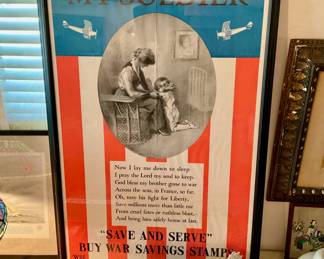 MY SOLDIER
Now I lay me down to sleep
I pray the Lord my soul to keep.
God bless my brother gone to war
Across the seas, in France, so far.
Oh, may his fight for Liberty,
Save millions more than little me
From cruel fates or ruthless blast,—
And bring him safely home at last.
"SAVE AND SERVE"
BUY WAR SAVINGS STAMPS